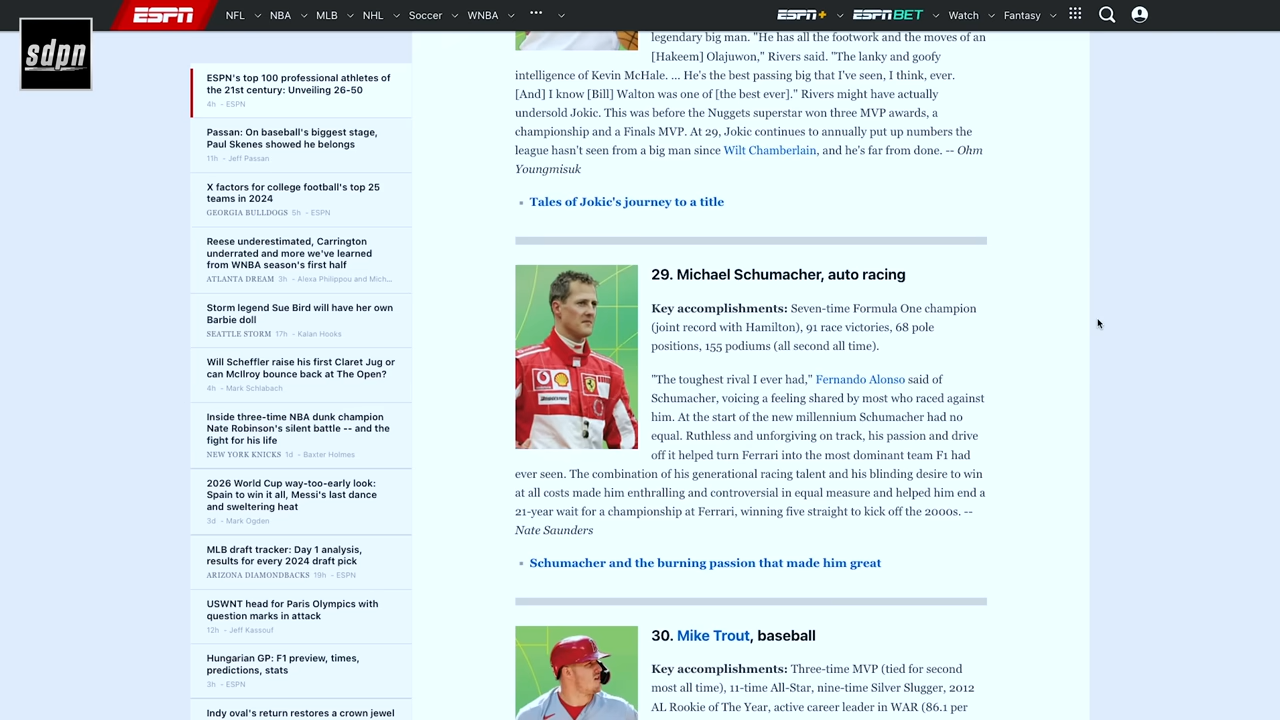 ESPN
NFL
NBA
MLB
NHL
Soccer
WNBA
•••
ESPN+
ESPN BET
Watch
Fantasy
sdpn
ESPN's top 100 professional athletes of
the 21st century: Unveiling 26-50
4h - ESPN
Passan: On baseball's biggest stage,
Paul Skenes showed he belongs
11h - Jeff Passan
X factors for college football's top 25
teams in 2024
GEORGIA BULLDOGS 5h - ESPN
Reese underestimated, Carrington
underrated and more we've learned
from WNBA season's first half
ATLANTA DREAM 3h - Alexa Philippou and Mich...
Storm legend Sue Bird will have her own
Barbie doll
SEATTLE STORM 17h - Kalan Hooks
Will Scheffler raise his first Claret Jug or
can McIlroy bounce back at The Open?
4h - Mark Schlabach
Inside three-time NBA dunk champion
Nate Robinson's silent battle -- and the
fight for his life
NEW YORK KNICKS 1d - Baxter Holmes
2026 World Cup way-too-early look:
Spain to win it all, Messi's last dance
and sweltering heat
3d - Mark Ogden
MLB draft tracker: Day 1 analysis,
results for every 2024 draft pick
ARIZONA DIAMONDBACKS 19h - ESPN
USWNT head for Paris Olympics with
question marks in attack
12h - Jeff Kassouf
Hungarian GP: F1 preview, times,
predictions, stats
3h - ESPN
Indy oval's return restores a crown jewel
legendary big man. "He has all the footwork and the moves of an
[Hakeem] Olajuwon," Rivers said. "The lanky and goofy
intelligence of Kevin McHale. ... He's the best passing big that I've seen, I think, ever.
[And] I know [Bill] Walton was one of [the best ever]." Rivers might have actually
undersold Jokic. This was before the Nuggets superstar won three MVP awards, a
championship and a Finals MVP. At 29, Jokic continues to annually put up numbers the
league hasn't seen from a big man since Wilt Chamberlain, and he's far from done. -- Ohm
Youngmisuk
Tales of Jokic's journey to a title
29. Michael Schumacher, auto racing
Key accomplishments: Seven-time Formula One champion
(joint record with Hamilton), 91 race victories, 68 pole
positions, 155 podiums (all second all time).
"The toughest rival I ever had," Fernando Alonso said of
Schumacher, voicing a feeling shared by most who raced against
him. At the start of the new millennium Schumacher had no
equal. Ruthless and unforgiving on track, his passion and drive
off it helped turn Ferrari into the most dominant team F1 had
ever seen. The combination of his generational racing talent and his blinding desire to win
at all costs made him enthralling and controversial in equal measure and helped him end a
21-year wait for a championship at Ferrari, winning five straight to kick off the 2000s. --
Nate Saunders
Schumacher and the burning passion that made him great
30. Mike Trout, baseball
Key accomplishments: Three-time MVP (tied for second
most all time), 11-time All-Star, nine-time Silver Slugger, 2012
AL Rookie of The Year, active career leader in WAR (86.1 per